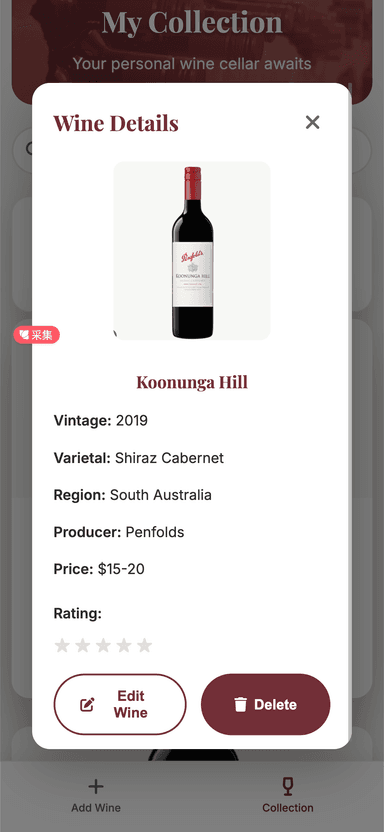 My Collection
Your personal wine cellar awaits
Wine Details
Penfolds
KOONUNGA HILL
采集
Koonunga Hill
Vintage: 2019
Varietal: Shiraz Cabernet
Region: South Australia
Producer: Penfolds
Price: $15-20
Rating:
Edit
Wine
Delete
Add Wine
Collection